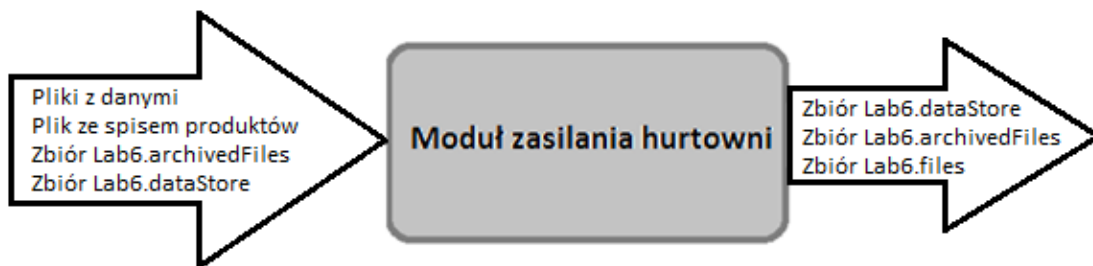 Pliki z danymi
Plik ze spisem produktów
Zbiór Lab6.archivedFiles
Zbiór Lab6.dataStore
Moduł zasilania hurtowni
Zbiór Lab6.dataStore
Zbiór Lab6.archivedFiles
Zbiór Lab6.files